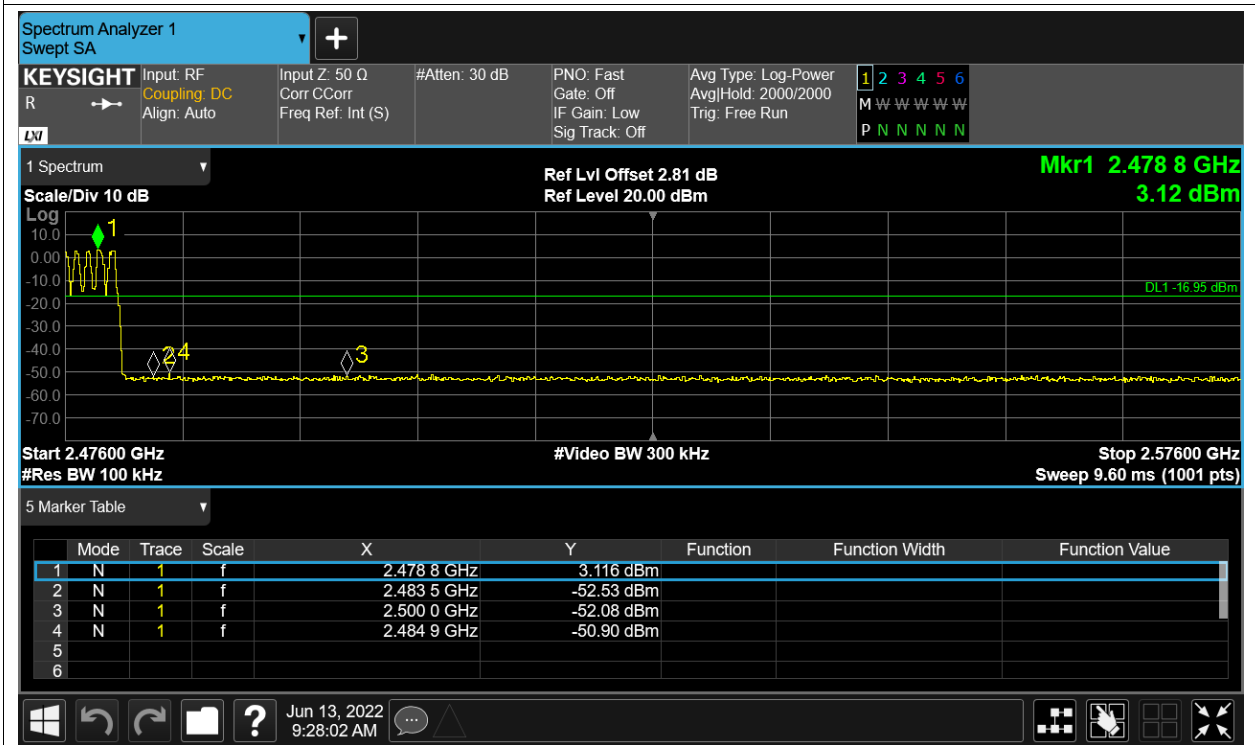 Spectrum Analyzer 1
Swept SA
KEYSIGHT Input: RF Input Z: 50 Ω #Atten: 30 dB PNO: Fast Avg Type: Log-Power 1 2 3 4 5 6
R Coupling: DC Corr CCorr Gate: Off Avg|Hold: 2000/2000 M W W W W W W
Align: Auto Freq Ref: Int (S) IF Gain: Low Trig: Free Run
LXI Sig Track: Off P N N N N N
1 Spectrum Ref Lvl Offset 2.81 dB Mkr1 2.478 8 GHz
Scale/Div 10 dB Ref Level 20.00 dBm 3.12 dBm
Log
1
10.0
0.00
-10.0
DL1 -16.95 dBm
-20.0
-30.0
-40.0 2 4 3
-50.0
-60.0
-70.0
Start 2.47600 GHz #Video BW 300 kHz Stop 2.57600 GHz
#Res BW 100 kHz Sweep 9.60 ms (1001 pts)
5 Marker Table
Mode Trace Scale X Y Function Function Width Function Value
1 N 1 f 2.478 8 GHz 3.116 dBm
2 N 1 f 2.483 5 GHz -52.53 dBm
3 N 1 f 2.500 0 GHz -52.08 dBm
4 N 1 f 2.484 9 GHz -50.90 dBm
5
6
? Jun 13, 2022
9:28:02 AM